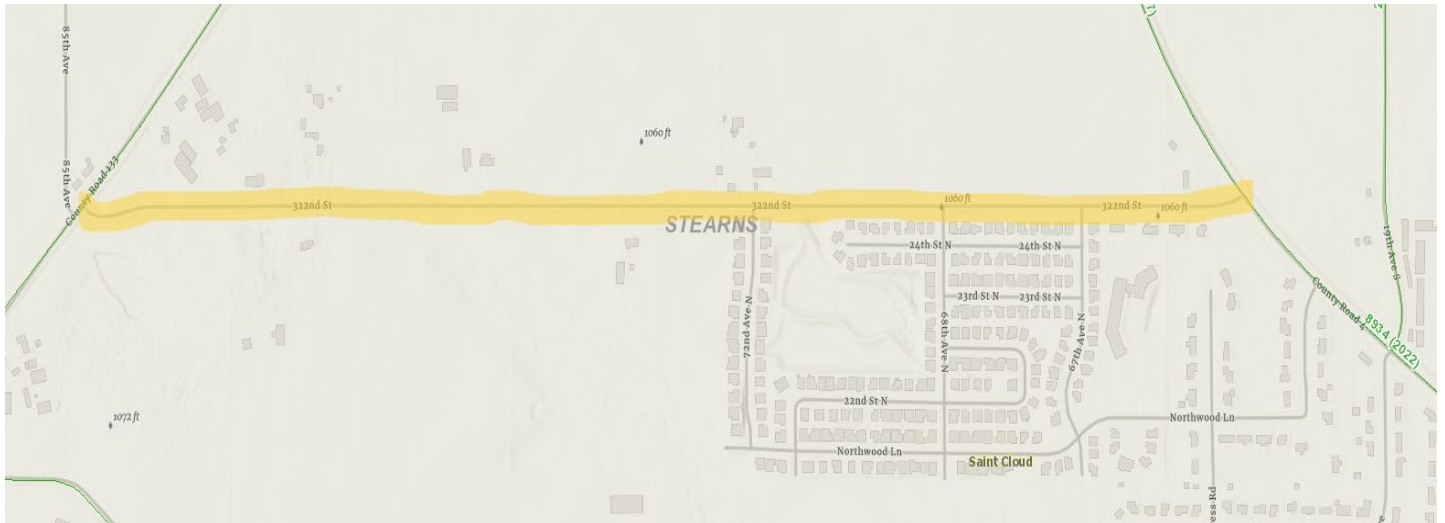 85th Ave
85th Ave
County Road 133
1060 ft
322nd St
322nd St
1060 ft
322nd St
1060 ft
STEARNS
24th St N
24th St N
23rd St N
23rd St N
72nd Ave N
68th Ave N
67th Ave N
19th Ave S
County Road 4
8934 (2022)
1072 ft
22nd St N
Northwood Ln
Northwood Ln
Saint Cloud